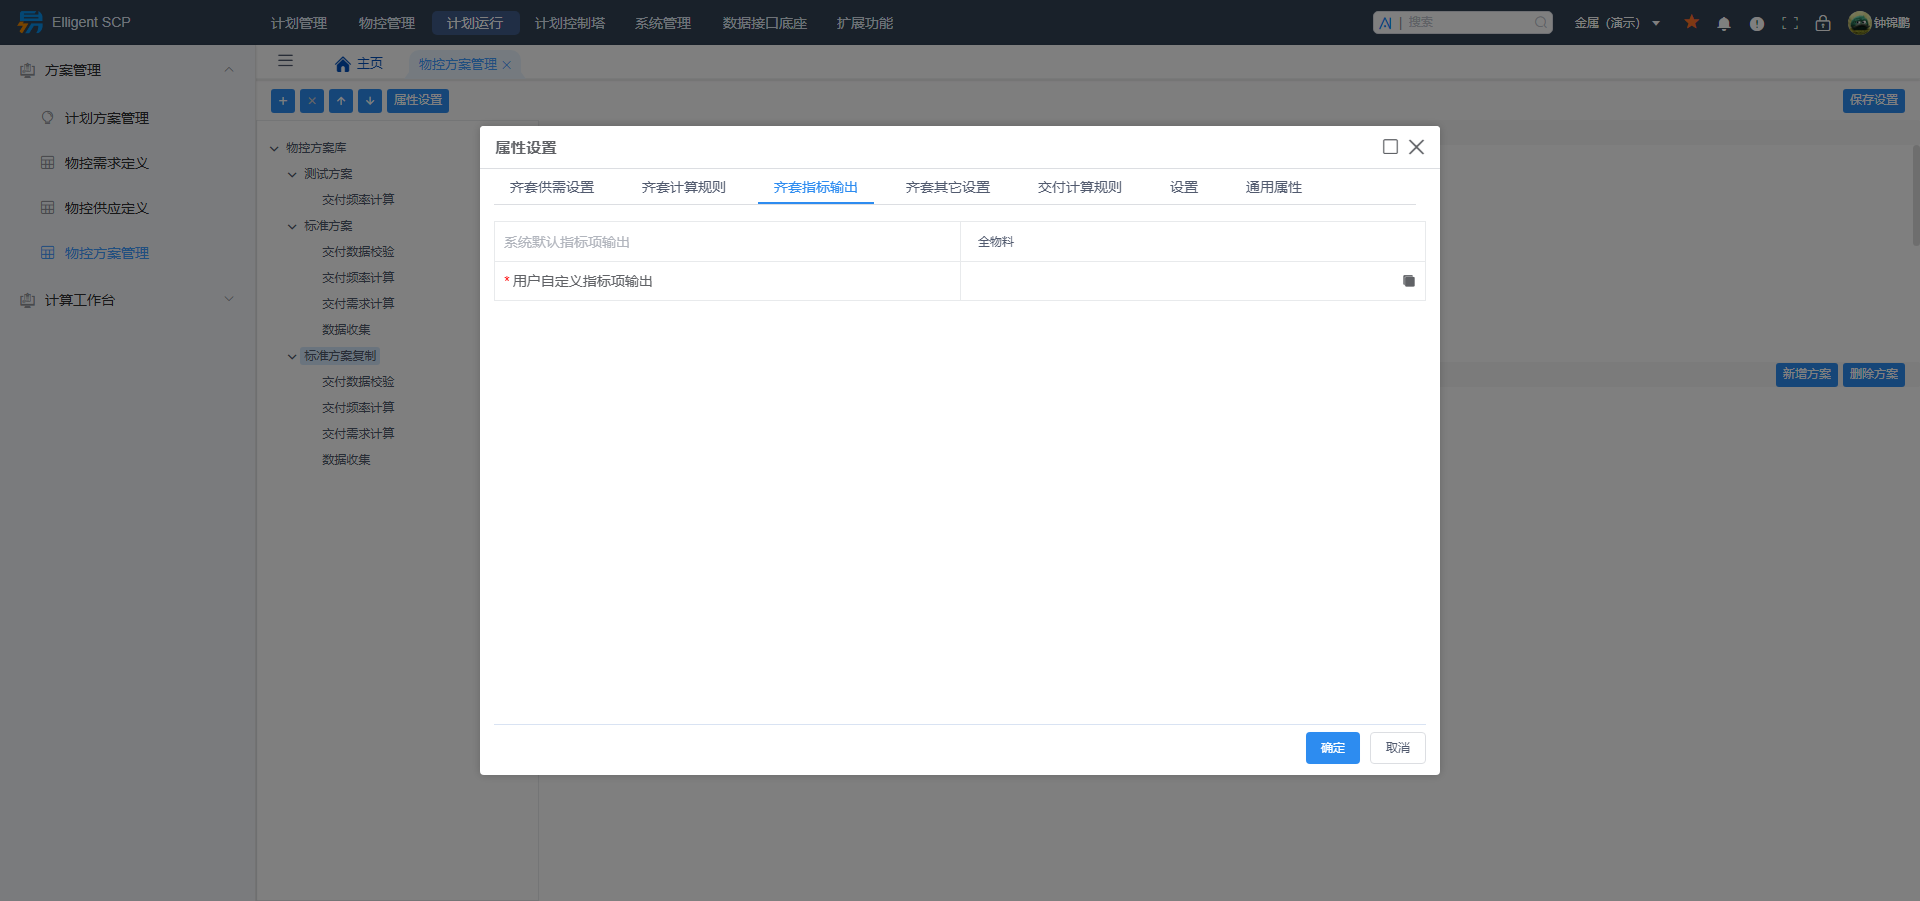 Elligent SCP
计划管理
物控管理
计划运行
计划控制塔
系统管理
数据接口底座
扩展功能
AI | 搜索
金属 (演示)
钟锦鹏
方案管理
计划方案管理
物控需求定义
物控供应定义
物控方案管理
计算工作台
主页
物控方案管理
属性设置
保存设置
物控方案库
测试方案
交付频率计算
标准方案
交付数据校验
交付频率计算
交付需求计算
数据收集
标准方案复制
交付数据校验
交付频率计算
交付需求计算
数据收集
新增方案
删除方案
属性设置
齐套供需设置
齐套计算规则
齐套指标输出
齐套其它设置
交付计算规则
设置
通用属性
系统默认指标项输出
全物料
*用户自定义指标项输出
确定
取消